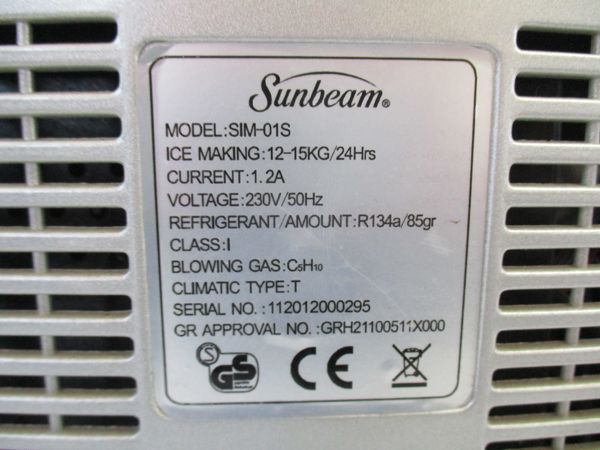 Sunbeam®
MODEL:SIM-01S
ICE MAKING:12-15KG/24Hrs
CURRENT:1.2A
VOLTAGE:230V/50Hz
REFRIGERANT/AMOUNT:R134a/85gr
CLASS:I
BLOWING GAS:C₅H₁₀
CLIMATIC TYPE:T
SERIAL NO.:112012000295
GR APPROVAL NO.:GRH21100511X000
S GS CE